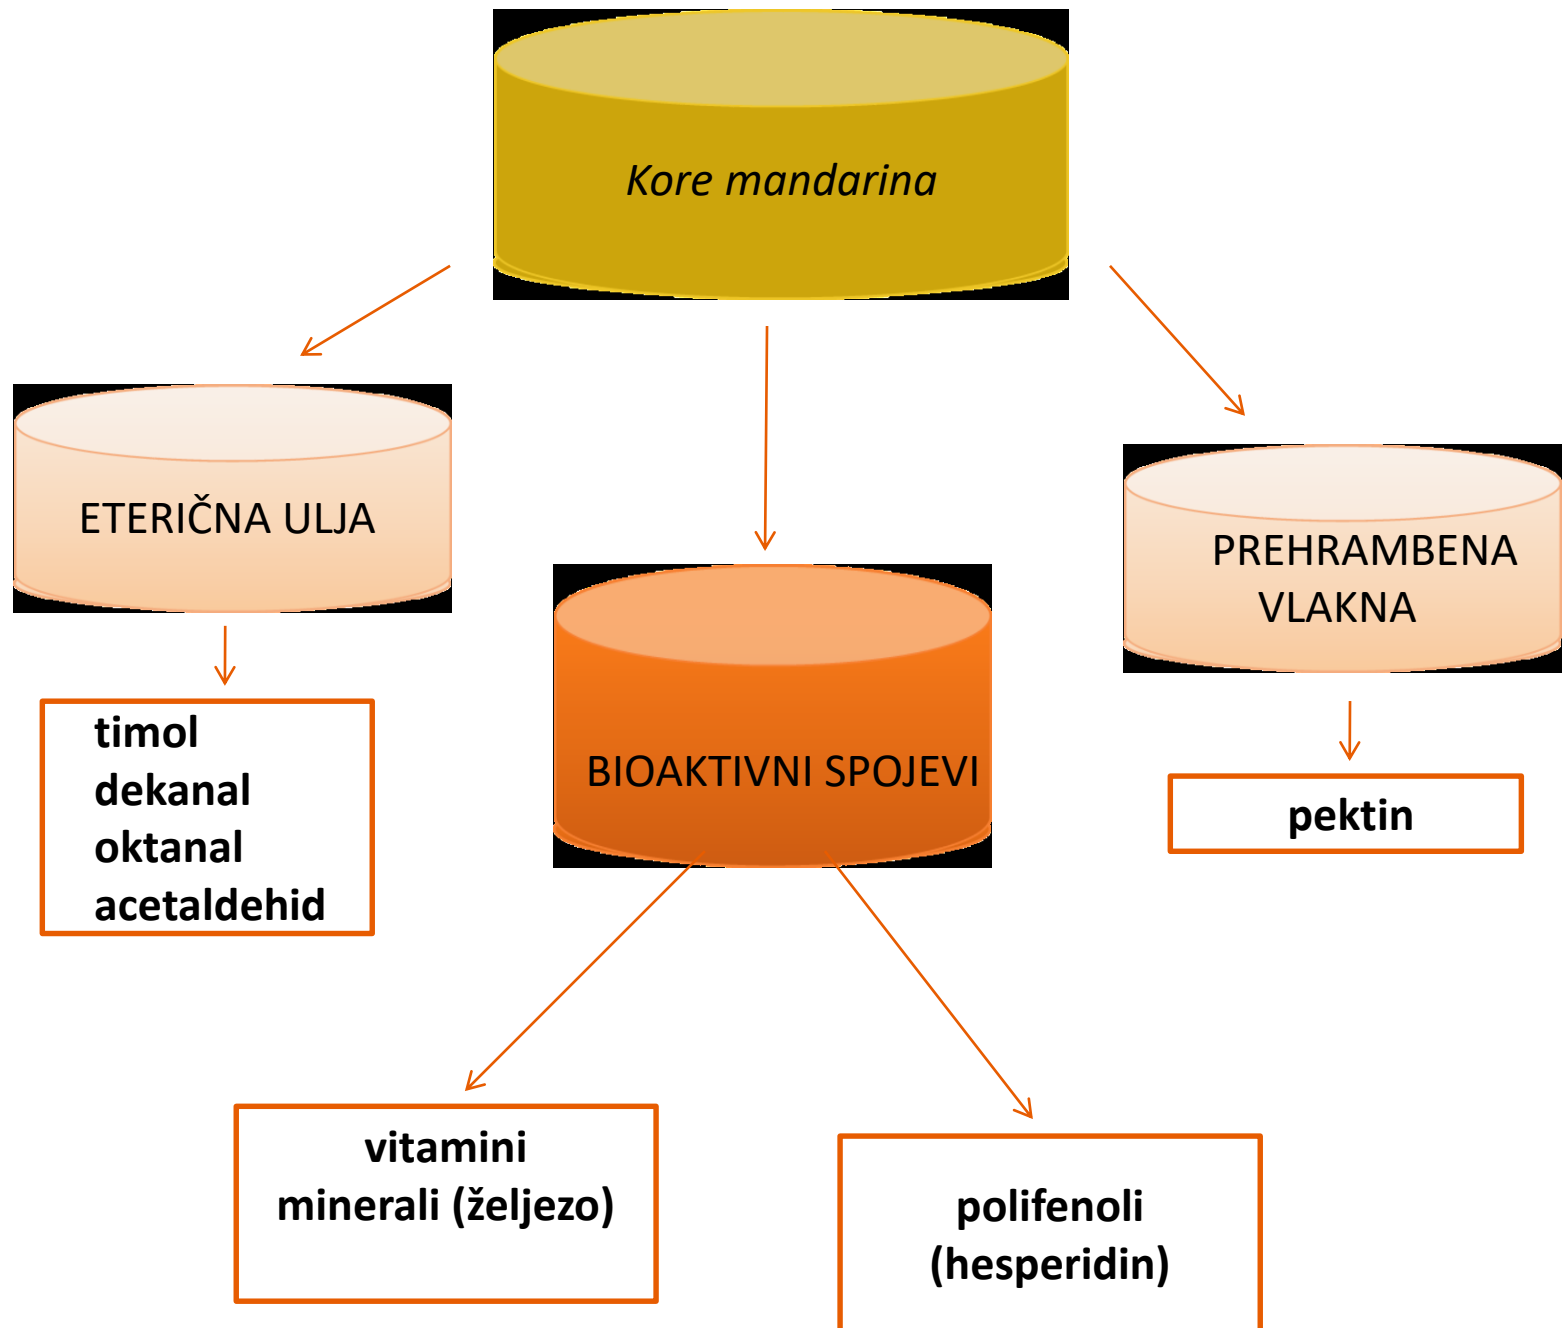 Kore mandarina
ETERIČNA ULJA
PREHRAMBENA
VLAKNA
BIOAKTIVNI SPOJEVI
timol
dekanal
oktanal
acetaldehid
pektin
vitamini
minerali (željezo)
polifenoli
(hesperidin)